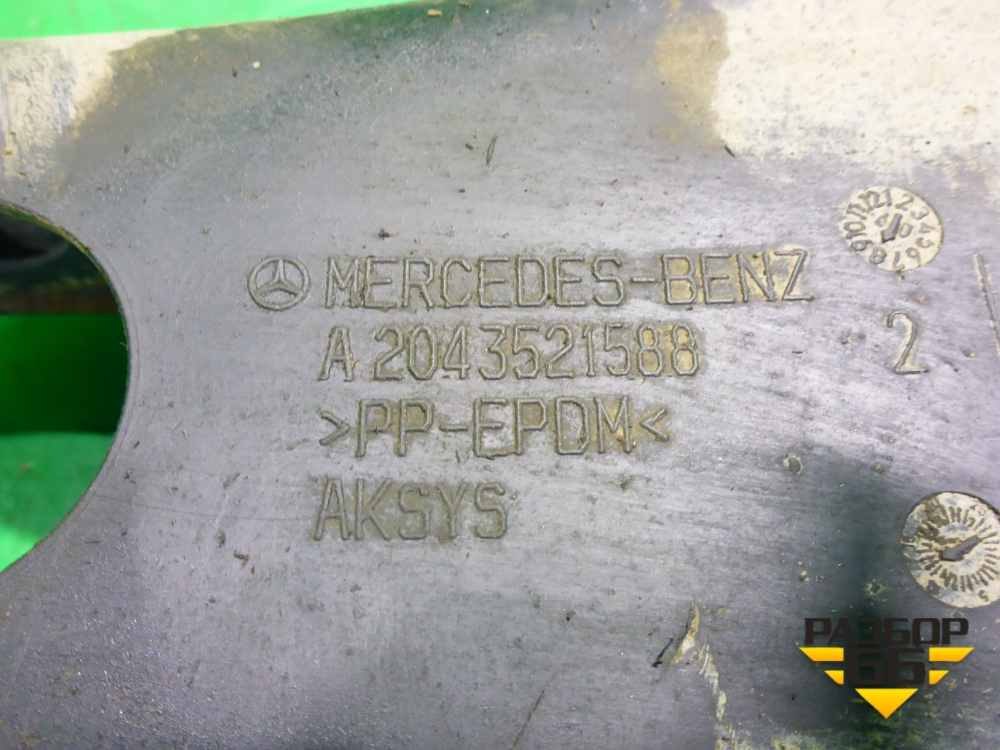 MERCEDES-BENZ
A 2043521588
>PP-EPDM<
AKSYS
2
РАЗБОР
66